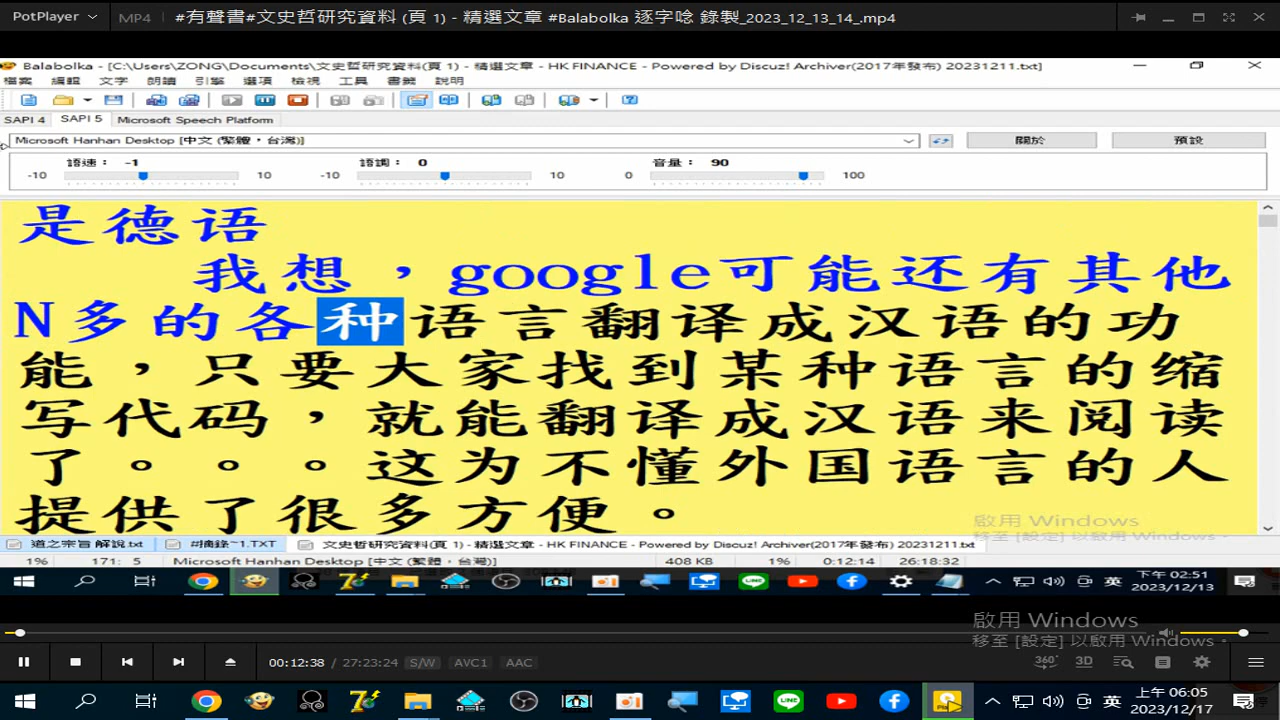 PotPlayer MP4 #有聲書#文史哲研究資料 (頁 1) - 精選文章 #Balabolka 逐字唸 錄製_2023_12_13_14_.mp4
Balabolka - [C:\Users\ZONG\Documents\文史哲研究資料(頁 1) - 精選文章 - HK FINANCE - Powered by Discuz! Archiver(2017年發布) 20231211.txt]
檔案 編輯 文字 朗讀 引擎 選項 檢視 工具 書籤 說明
SAPI 4 SAPI 5 Microsoft Speech Platform
Microsoft Hanhan Desktop [中文 (繁體，台灣)] 關於 預設
語速： -1 語調： 0 音量： 90
-10 10 -10 10 0 100
是德语
我想，google可能还有其他
N多的各种语言翻译成汉语的功
能，只要大家找到某种语言的缩
写代码，就能翻译成汉语来阅读
了。。。这为不懂外国语言的人
提供了很多方便。
啟用 Windows
移至 [設定] 以啟用 Windows。
道之宗旨 解說.txt #摘錄~1.TXT 文史哲研究資料(頁 1) - 精選文章 - HK FINANCE - Powered by Discuz! Archiver(2017年發布) 20231211.txt
1% 171: 5 Microsoft Hanhan Desktop [中文 (繁體，台灣)] 408 KB 1% 0:12:14 26:18:32
英 下午 02:51
2023/12/13
啟用 Windows
移至 [設定] 以啟用 Windows。
00:12:38 / 27:23:24 S/W AVC1 AAC 360° 3D
英 上午 06:05
2023/12/17